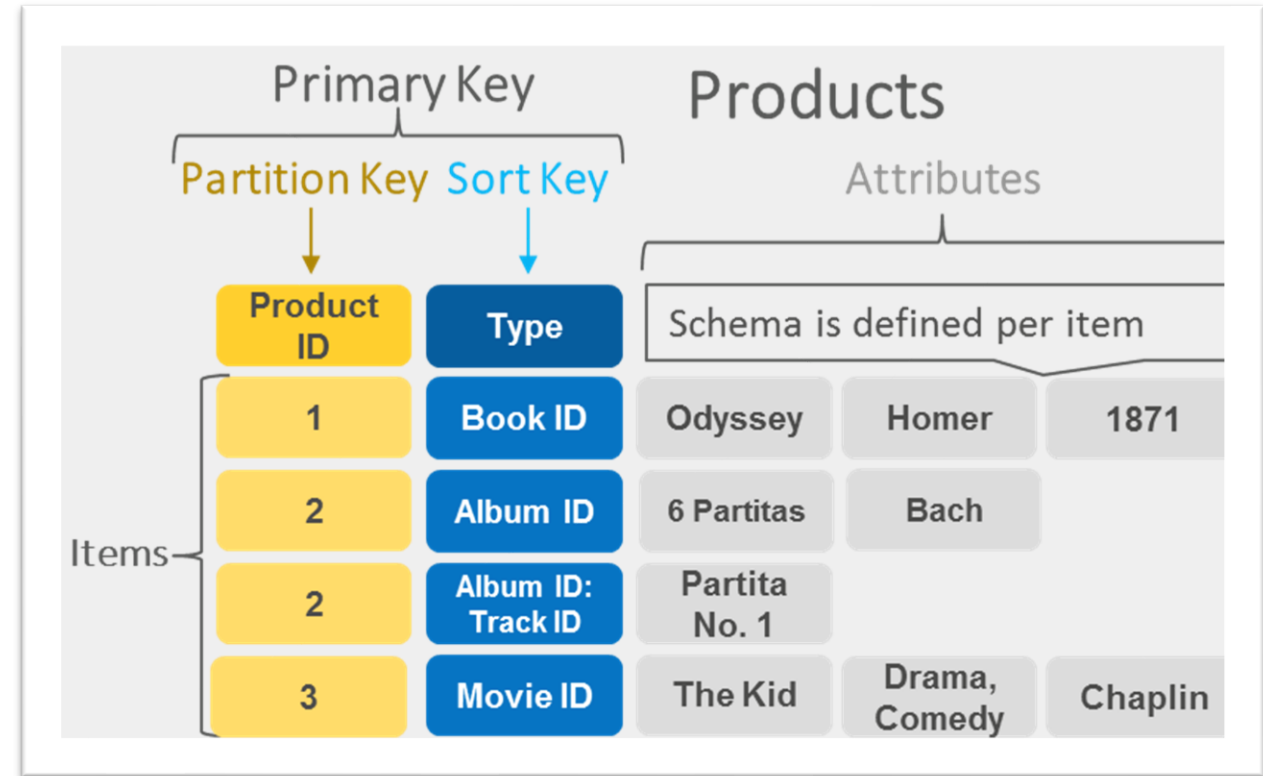 Primary Key
Products
Partition Key
Sort Key
Attributes
Product
ID
Type
Schema is defined per item
Items
1
Book ID
Odyssey
Homer
1871
2
Album ID
6 Partitas
Bach
2
Album ID:
Track ID
Partita
No. 1
3
Movie ID
The Kid
Drama,
Comedy
Chaplin